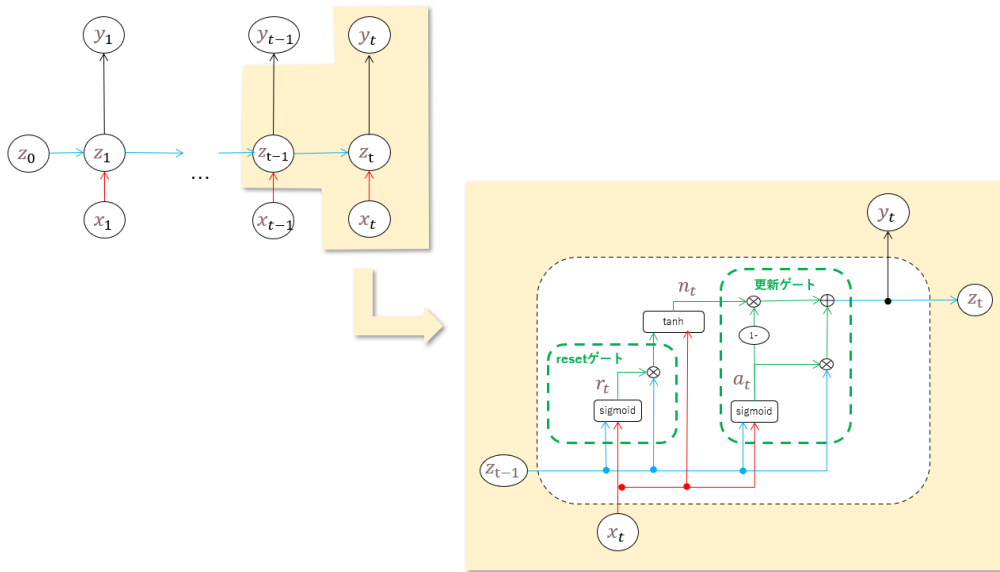 y₁
yₜ₋₁
yₜ
z₀
z₁
...
zₜ₋₁
zₜ
x₁
xₜ₋₁
xₜ
yₜ
更新ゲート
nₜ
zₜ
tanh
1-
resetゲート
rₜ
aₜ
sigmoid
sigmoid
zₜ₋₁
xₜ